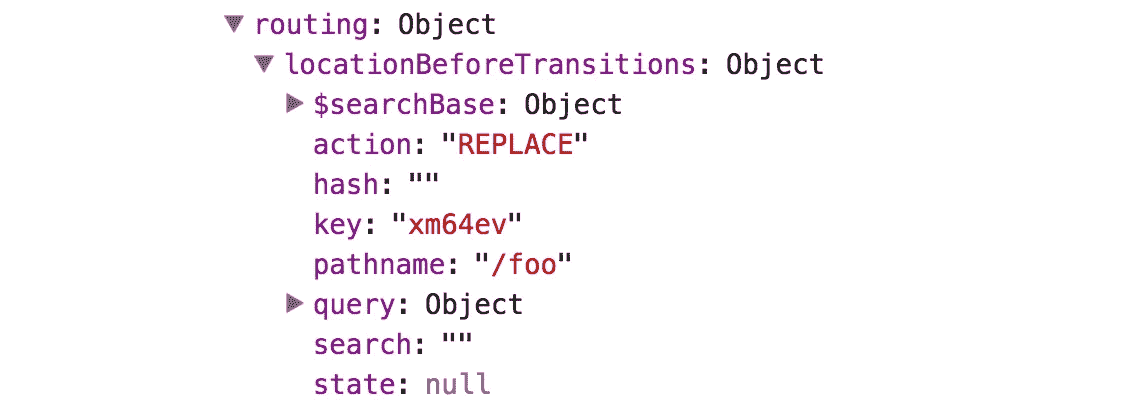 ▼ routing: Object
▼ locationBeforeTransitions: Object
▶ $searchBase: Object
action: "REPLACE"
hash: ""
key: "xm64ev"
pathname: "/foo"
▶ query: Object
search: ""
state: null